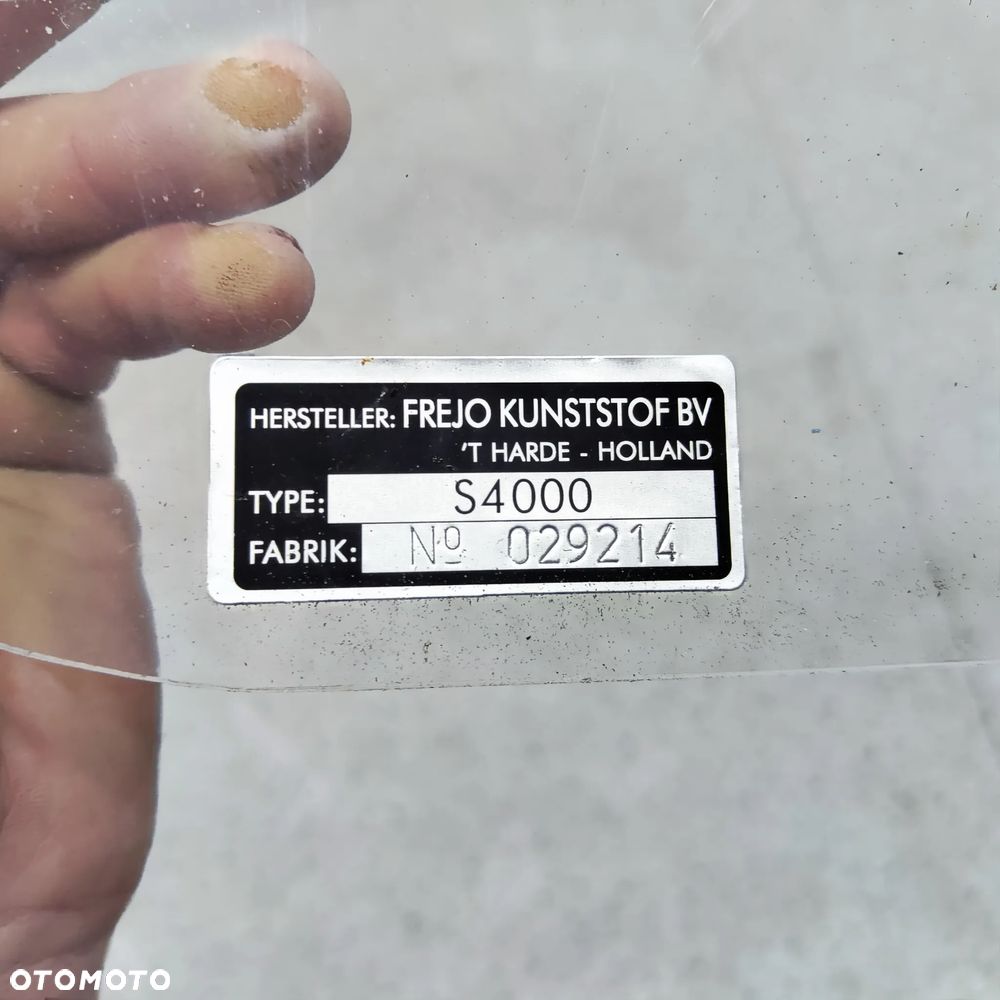 HERSTELLER: FREJO KUNSTSTOF BV
'T HARDE - HOLLAND
TYPE: S4000
FABRIK: Nº 029214
OTOMOTO